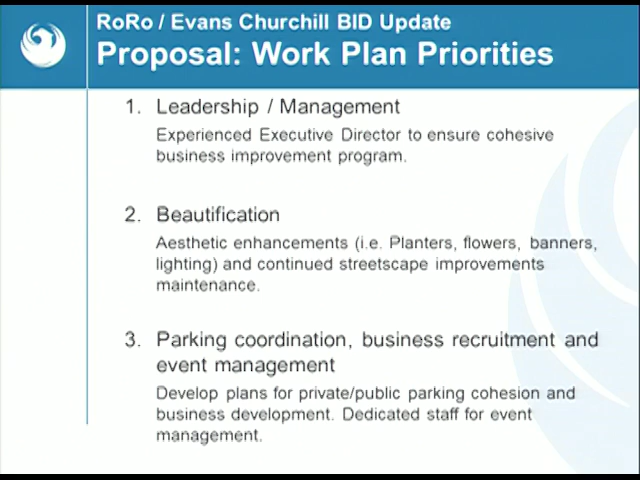 RoRo / Evans Churchill BID Update
Proposal: Work Plan Priorities
1. Leadership / Management
Experienced Executive Director to ensure cohesive
business improvement program.
2. Beautification
Aesthetic enhancements (i.e. Planters, flowers, banners,
lighting) and continued streetscape improvements
maintenance.
3. Parking coordination, business recruitment and
event management
Develop plans for private/public parking cohesion and
business development. Dedicated staff for event
management.